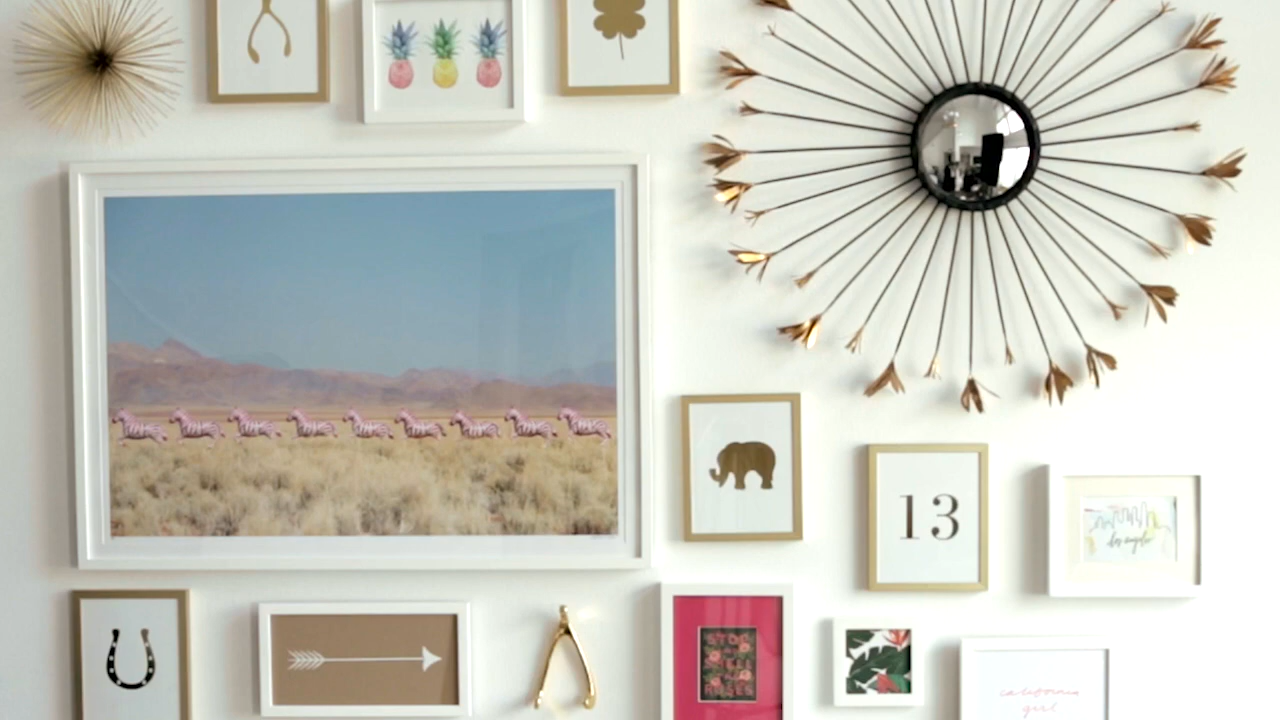 13
los angeles
STOP
AND
SMELL
THE
ROSES
california
girl